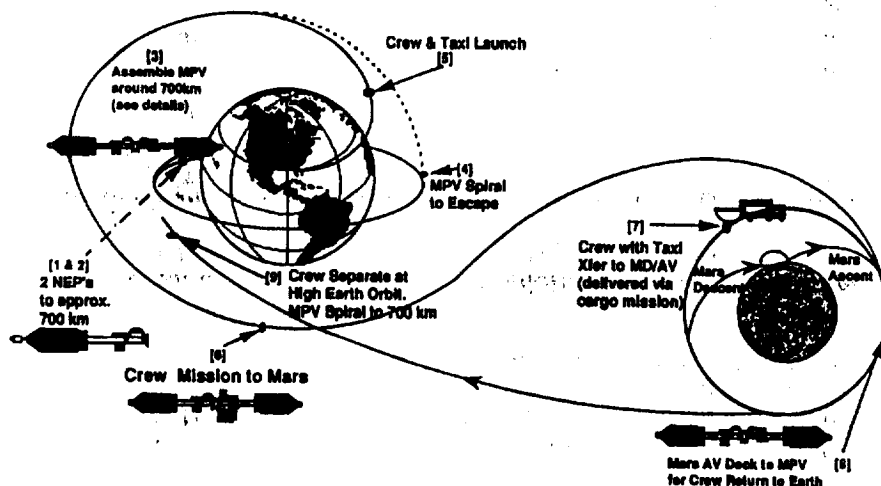 [3]
Assemble MPV
around 700km
(see details)
Crew & Taxi Launch
[5]
[4]
MPV Spiral
to Escape
[1 & 2]
2 NEP's
to approx.
700 km
[9] Crew Separate at
High Earth Orbit.
MPV Spiral to 700 km
[6]
Crew Mission to Mars
[7]
Crew with Taxi
Xfer to MD/AV
(delivered via
cargo mission)
Mars
Descent
Mars
Ascent
Mars AV Dock to MPV
for Crew Return to Earth
[8]